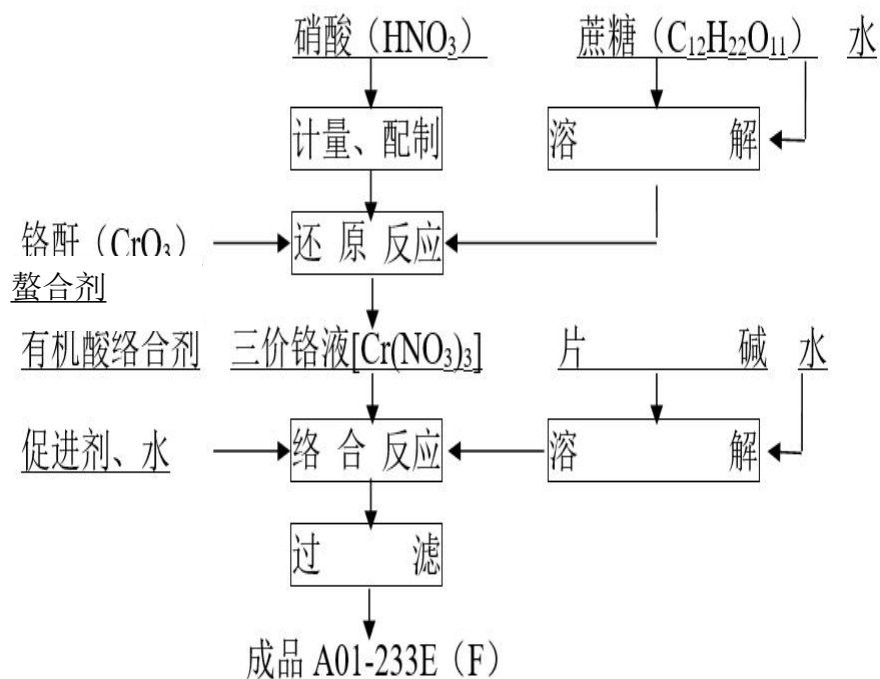 硝酸（HNO₃） 蔗糖（C₁₂H₂₂O₁₁） 水
计量、配制 溶 解
铬酐（CrO₃） 还 原 反应
螯合剂
有机酸络合剂 三价铬液[Cr(NO₃)₃] 片 碱 水
促进剂、水 络 合 反应 溶 解
过 滤
成品 A01-233E（F）